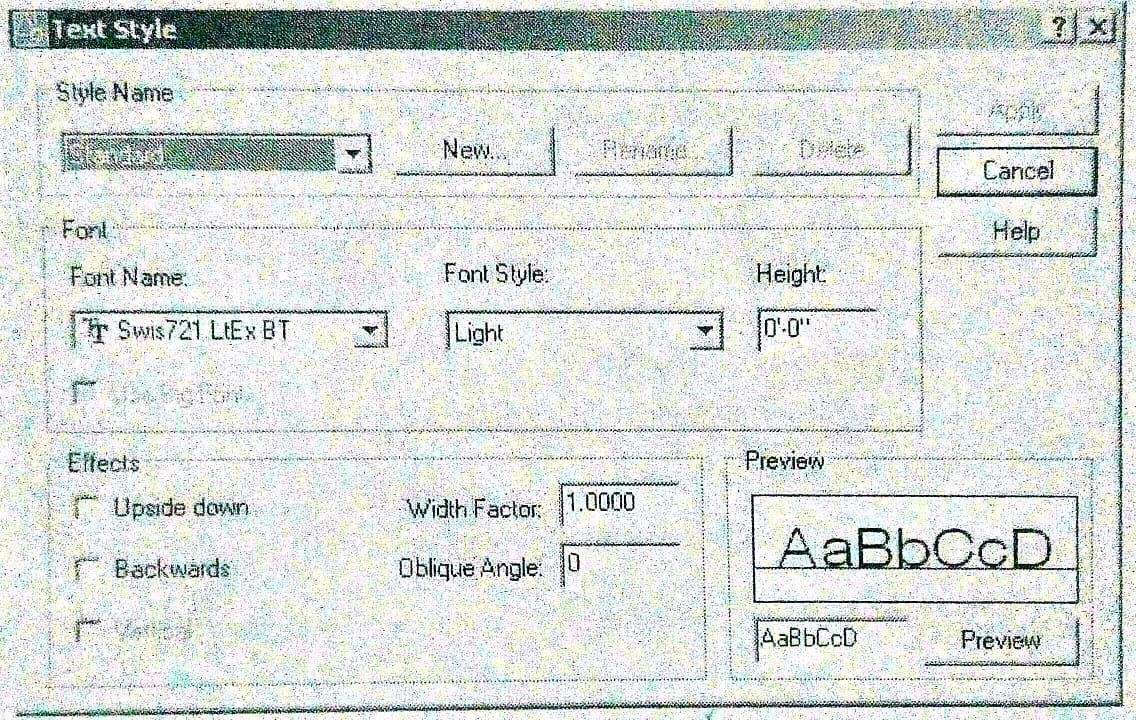 Text Style
Style Name
Standard
New...
Rename...
Delete
Apply
Cancel
Help
Font
Font Name:
Font Style:
Height:
Swis721 LtEx BT
Light
0'-0"
Use Big Font
Effects
Upside down
Backwards
Vertical
Width Factor:
1.0000
Oblique Angle:
0
Preview
AaBbCcD
AaBbCcD
Preview